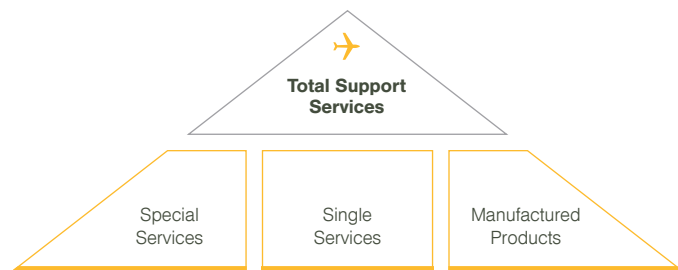 Total Support
Services
Special
Services
Single
Services
Manufactured
Products